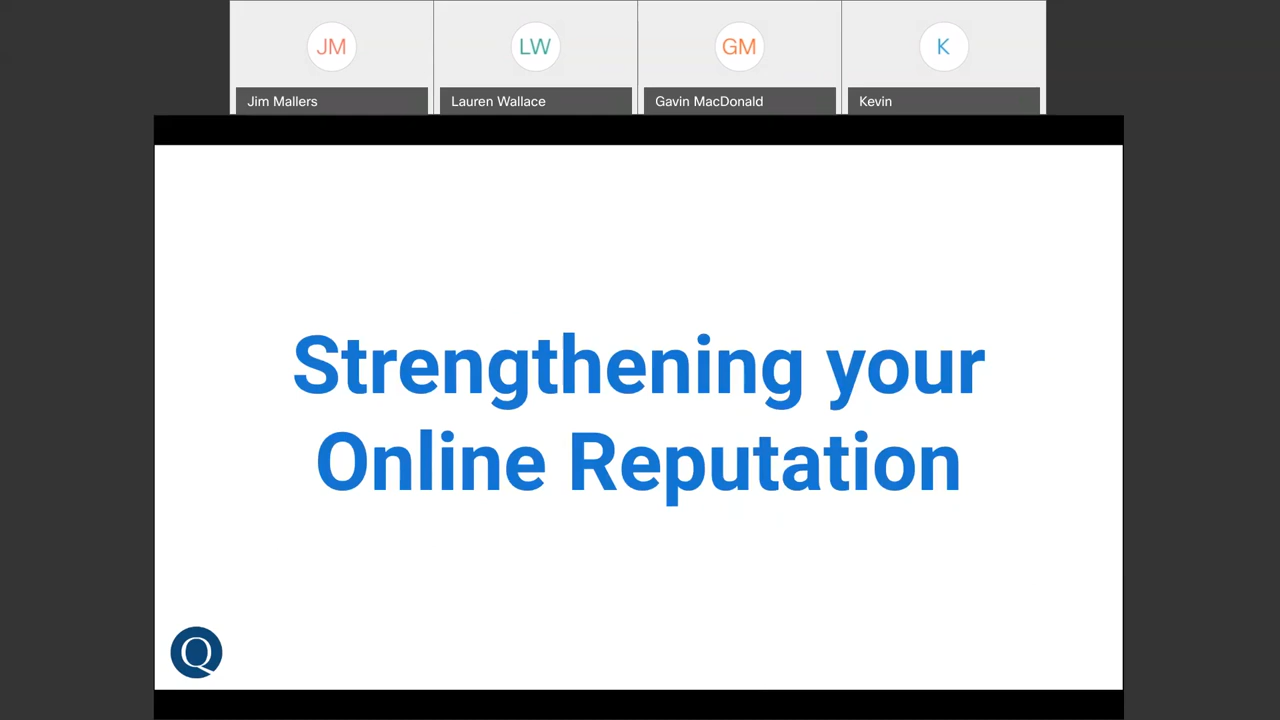 JM
LW
GM
K
Jim Mallers
Lauren Wallace
Gavin MacDonald
Kevin
Strengthening your
Online Reputation
Q